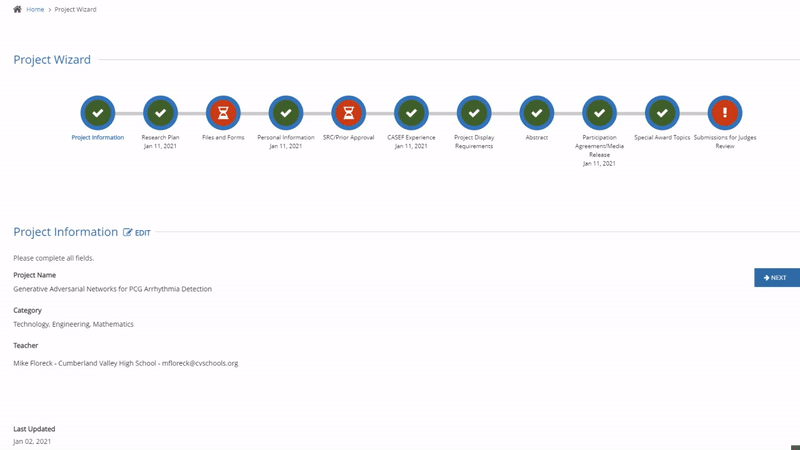 Home > Project Wizard
Project Wizard
Project Information
Research Plan
Jan 11, 2021
Files and Forms
Personal Information
Jan 11, 2021
SRC/Prior Approval
CASEF Experience
Jan 11, 2021
Project Display
Requirements
Abstract
Participation
Agreement/Media
Release
Jan 11, 2021
Special Award Topics
Submissions for Judges
Review
Project Information EDIT
Please complete all fields.
Project Name
NEXT
Generative Adversarial Networks for PCG Arrhythmia Detection
Category
Technology, Engineering, Mathematics
Teacher
Mike Floreck - Cumberland Valley High School - mfloreck@cvschools.org
Last Updated
Jan 02, 2021